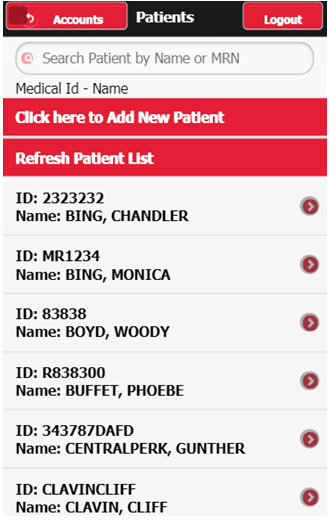 Accounts
Patients
Logout
Search Patient by Name or MRN
Medical Id - Name
Click here to Add New Patient
Refresh Patient List
ID: 2323232
Name: BING, CHANDLER
ID: MR1234
Name: BING, MONICA
ID: 83838
Name: BOYD, WOODY
ID: R838300
Name: BUFFET, PHOEBE
ID: 343787DAFD
Name: CENTRALPERK, GUNTHER
ID: CLAVINCLIFF
Name: CLAVIN, CLIFF